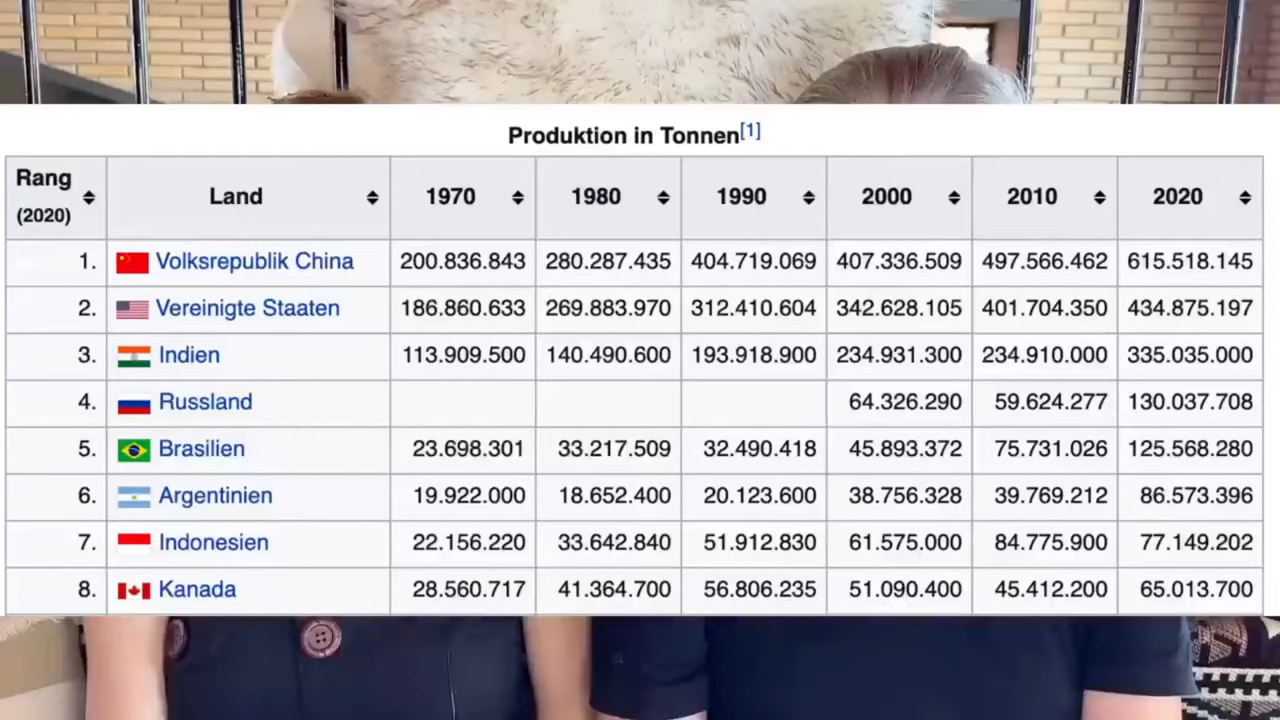 Produktion in Tonnen[1]
Rang (2020) Land 1970 1980 1990 2000 2010 2020
1. Volksrepublik China 200.836.843 280.287.435 404.719.069 407.336.509 497.566.462 615.518.145
2. Vereinigte Staaten 186.860.633 269.883.970 312.410.604 342.628.105 401.704.350 434.875.197
3. Indien 113.909.500 140.490.600 193.918.900 234.931.300 234.910.000 335.035.000
4. Russland 64.326.290 59.624.277 130.037.708
5. Brasilien 23.698.301 33.217.509 32.490.418 45.893.372 75.731.026 125.568.280
6. Argentinien 19.922.000 18.652.400 20.123.600 38.756.328 39.769.212 86.573.396
7. Indonesien 22.156.220 33.642.840 51.912.830 61.575.000 84.775.900 77.149.202
8. Kanada 28.560.717 41.364.700 56.806.235 51.090.400 45.412.200 65.013.700